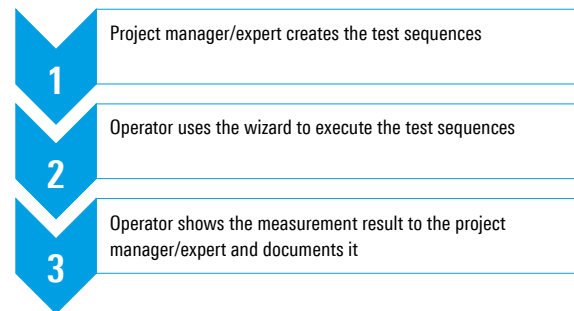 Project manager/expert creates the test sequences
1
Operator uses the wizard to execute the test sequences
2
Operator shows the measurement result to the project
manager/expert and documents it
3